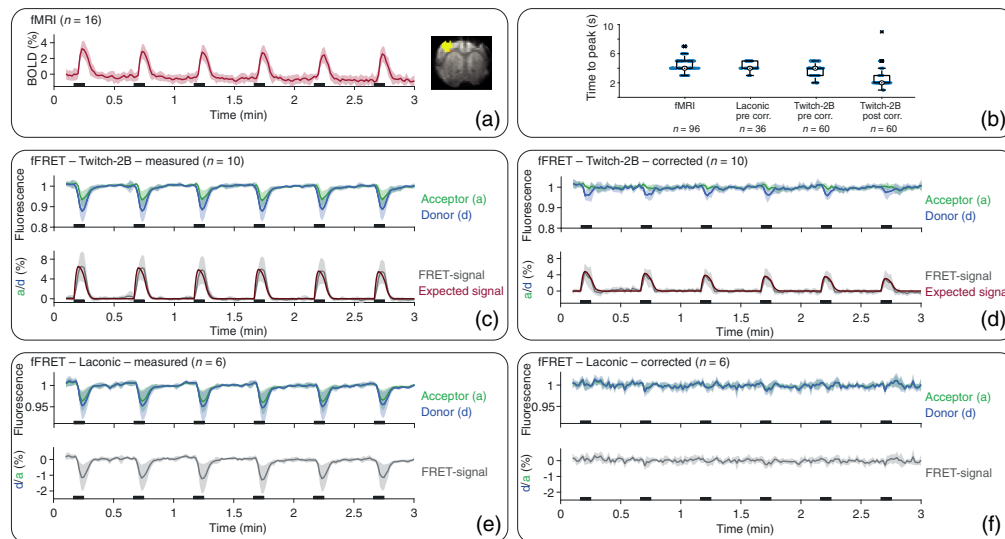 fMRI (n = 16)
BOLD (%)
4
2
0
0 0.5 1 1.5 2 2.5 3
Time (min)
(a)
Time to peak (s)
10
8
6
4
2
fMRI
Laconic pre corr.
Twitch-2B pre corr.
Twitch-2B post corr.
n = 96 n = 36 n = 60 n = 60
(b)
fFRET – Twitch-2B – measured (n = 10)
Fluorescence
1
0.9
0.8
Acceptor (a)
Donor (d)
a/d (%)
8
4
0
FRET-signal
Expected signal
0 0.5 1 1.5 2 2.5 3
Time (min)
(c)
fFRET – Twitch-2B – corrected (n = 10)
Fluorescence
1
0.9
0.8
Acceptor (a)
Donor (d)
a/d (%)
8
4
0
FRET-signal
Expected signal
0 0.5 1 1.5 2 2.5 3
Time (min)
(d)
fFRET – Laconic – measured (n = 6)
Fluorescence
1
0.95
Acceptor (a)
Donor (d)
d/a (%)
0
-1
-2
FRET-signal
0 0.5 1 1.5 2 2.5 3
Time (min)
(e)
fFRET – Laconic – corrected (n = 6)
Fluorescence
1
0.95
Acceptor (a)
Donor (d)
d/a (%)
0
-1
-2
FRET-signal
0 0.5 1 1.5 2 2.5 3
Time (min)
(f)